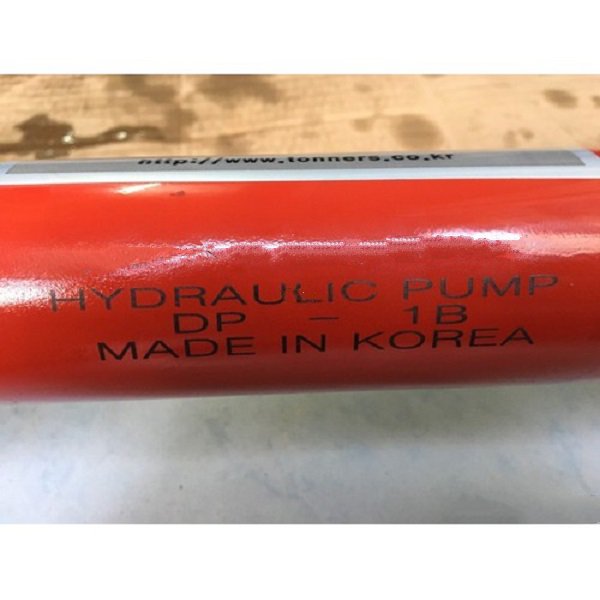 http://www.tonners.co.kr
HYDRAULIC PUMP
DP - 1B
MADE IN KOREA